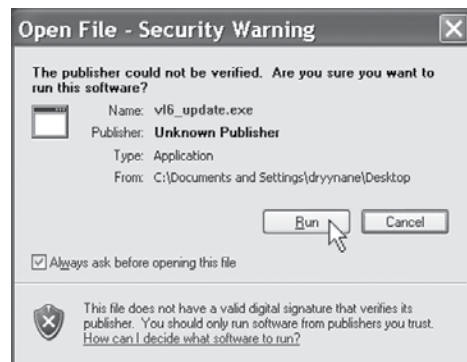 Open File - Security Warning
The publisher could not be verified. Are you sure you want to
run this software?
Name: vl6_update.exe
Publisher: Unknown Publisher
Type: Application
From: C:\Documents and Settings\dryynane\Desktop
Run Cancel
Always ask before opening this file
This file does not have a valid digital signature that verifies its
publisher. You should only run software from publishers you trust.
How can I decide what software to run?